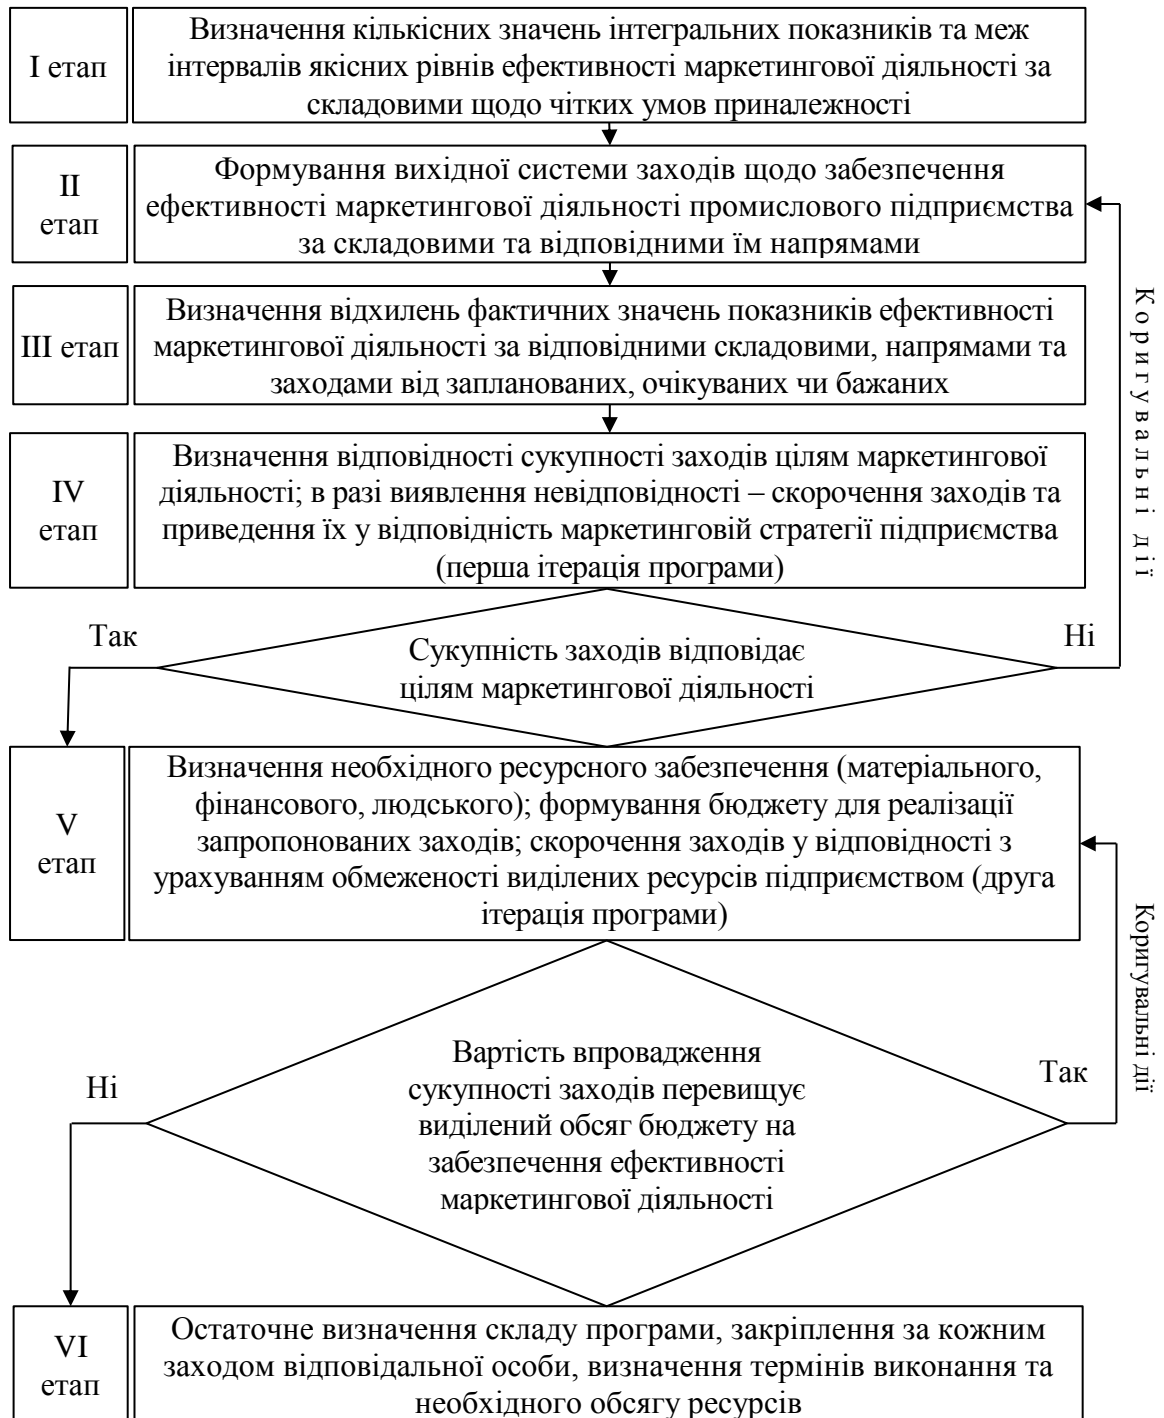 І етап
Визначення кількісних значень інтегральних показників та меж
інтервалів якісних рівнів ефективності маркетингової діяльності за
складовими щодо чітких умов приналежності
ІІ
етап
Формування вихідної системи заходів щодо забезпечення
ефективності маркетингової діяльності промислового підприємства
за складовими та відповідними їм напрямами
ІІІ етап
Визначення відхилень фактичних значень показників ефективності
маркетингової діяльності за відповідними складовими, напрямами та
заходами від запланованих, очікуваних чи бажаних
Коригувальні дії
IV
етап
Визначення відповідності сукупності заходів цілям маркетингової
діяльності; в разі виявлення невідповідності – скорочення заходів та
приведення їх у відповідність маркетинговій стратегії підприємства
(перша ітерація програми)
Так
Сукупність заходів відповідає
цілям маркетингової діяльності
Ні
V
етап
Визначення необхідного ресурсного забезпечення (матеріального,
фінансового, людського); формування бюджету для реалізації
запропонованих заходів; скорочення заходів у відповідності з
урахуванням обмеженості виділених ресурсів підприємством (друга
ітерація програми)
Коригувальні дії
Ні
Вартість впровадження
сукупності заходів перевищує
виділений обсяг бюджету на
забезпечення ефективності
маркетингової діяльності
Так
VI
етап
Остаточне визначення складу програми, закріплення за кожним
заходом відповідальної особи, визначення термінів виконання та
необхідного обсягу ресурсів